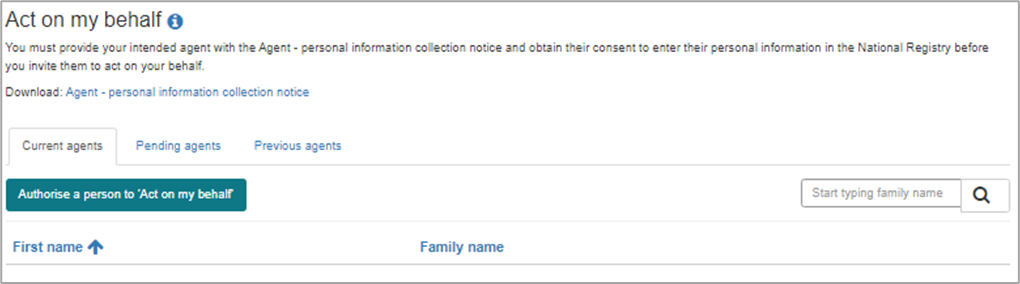 Act on my behalf
You must provide your intended agent with the Agent - personal information collection notice and obtain their consent to enter their personal information in the National Registry before
you invite them to act on your behalf.
Download: Agent - personal information collection notice
Current agents Pending agents Previous agents
Authorise a person to 'Act on my behalf' Start typing family name
First name Family name